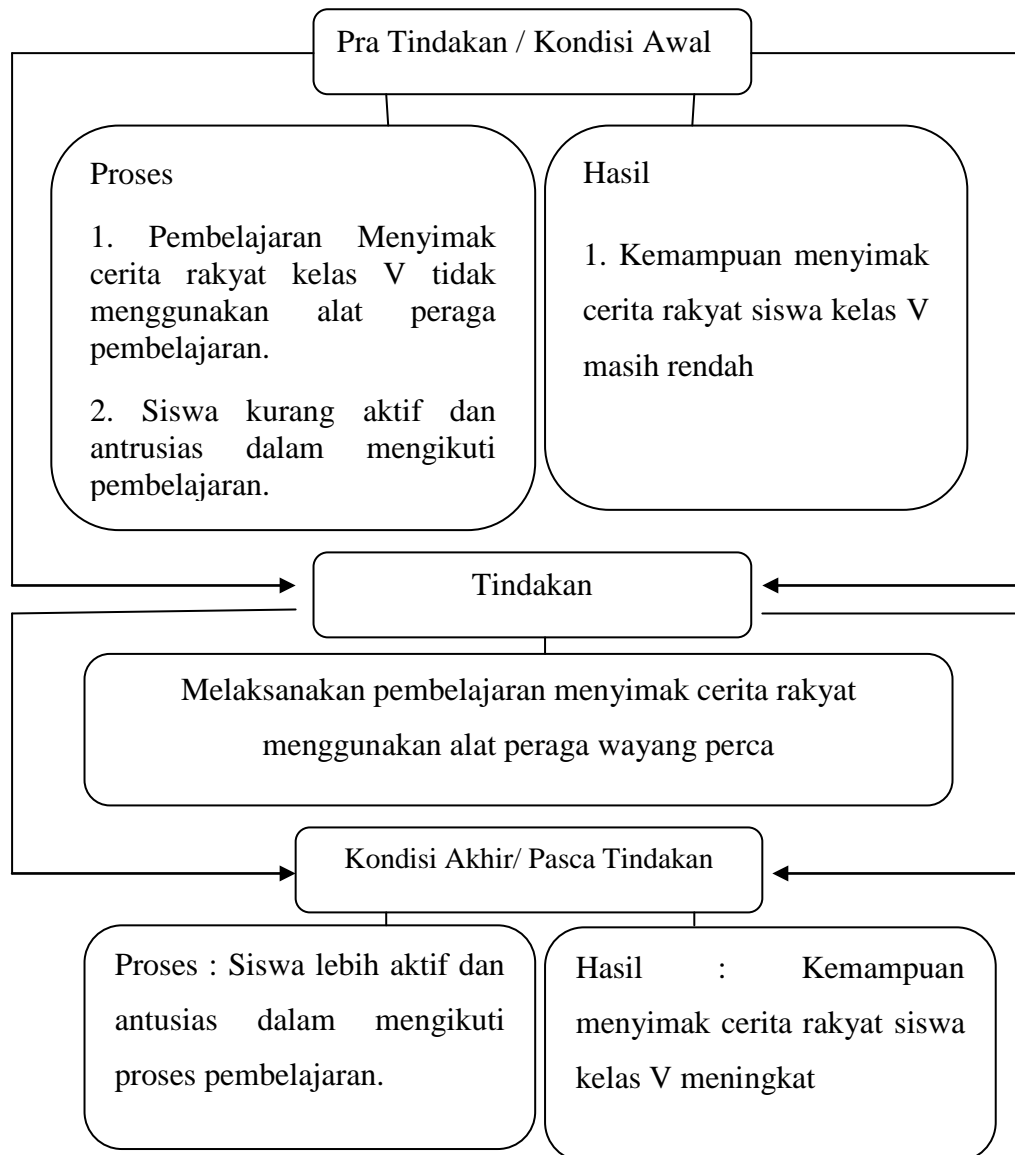 Pra Tindakan / Kondisi Awal
Proses
1. Pembelajaran Menyimak
cerita rakyat kelas V tidak
menggunakan alat peraga
pembelajaran.
2. Siswa kurang aktif dan
antrusias dalam mengikuti
pembelajaran.
Hasil
1. Kemampuan menyimak
cerita rakyat siswa kelas V
masih rendah
Tindakan
Melaksanakan pembelajaran menyimak cerita rakyat
menggunakan alat peraga wayang perca
Kondisi Akhir/ Pasca Tindakan
Proses : Siswa lebih aktif dan
antusias dalam mengikuti
proses pembelajaran.
Hasil : Kemampuan
menyimak cerita rakyat siswa
kelas V meningkat